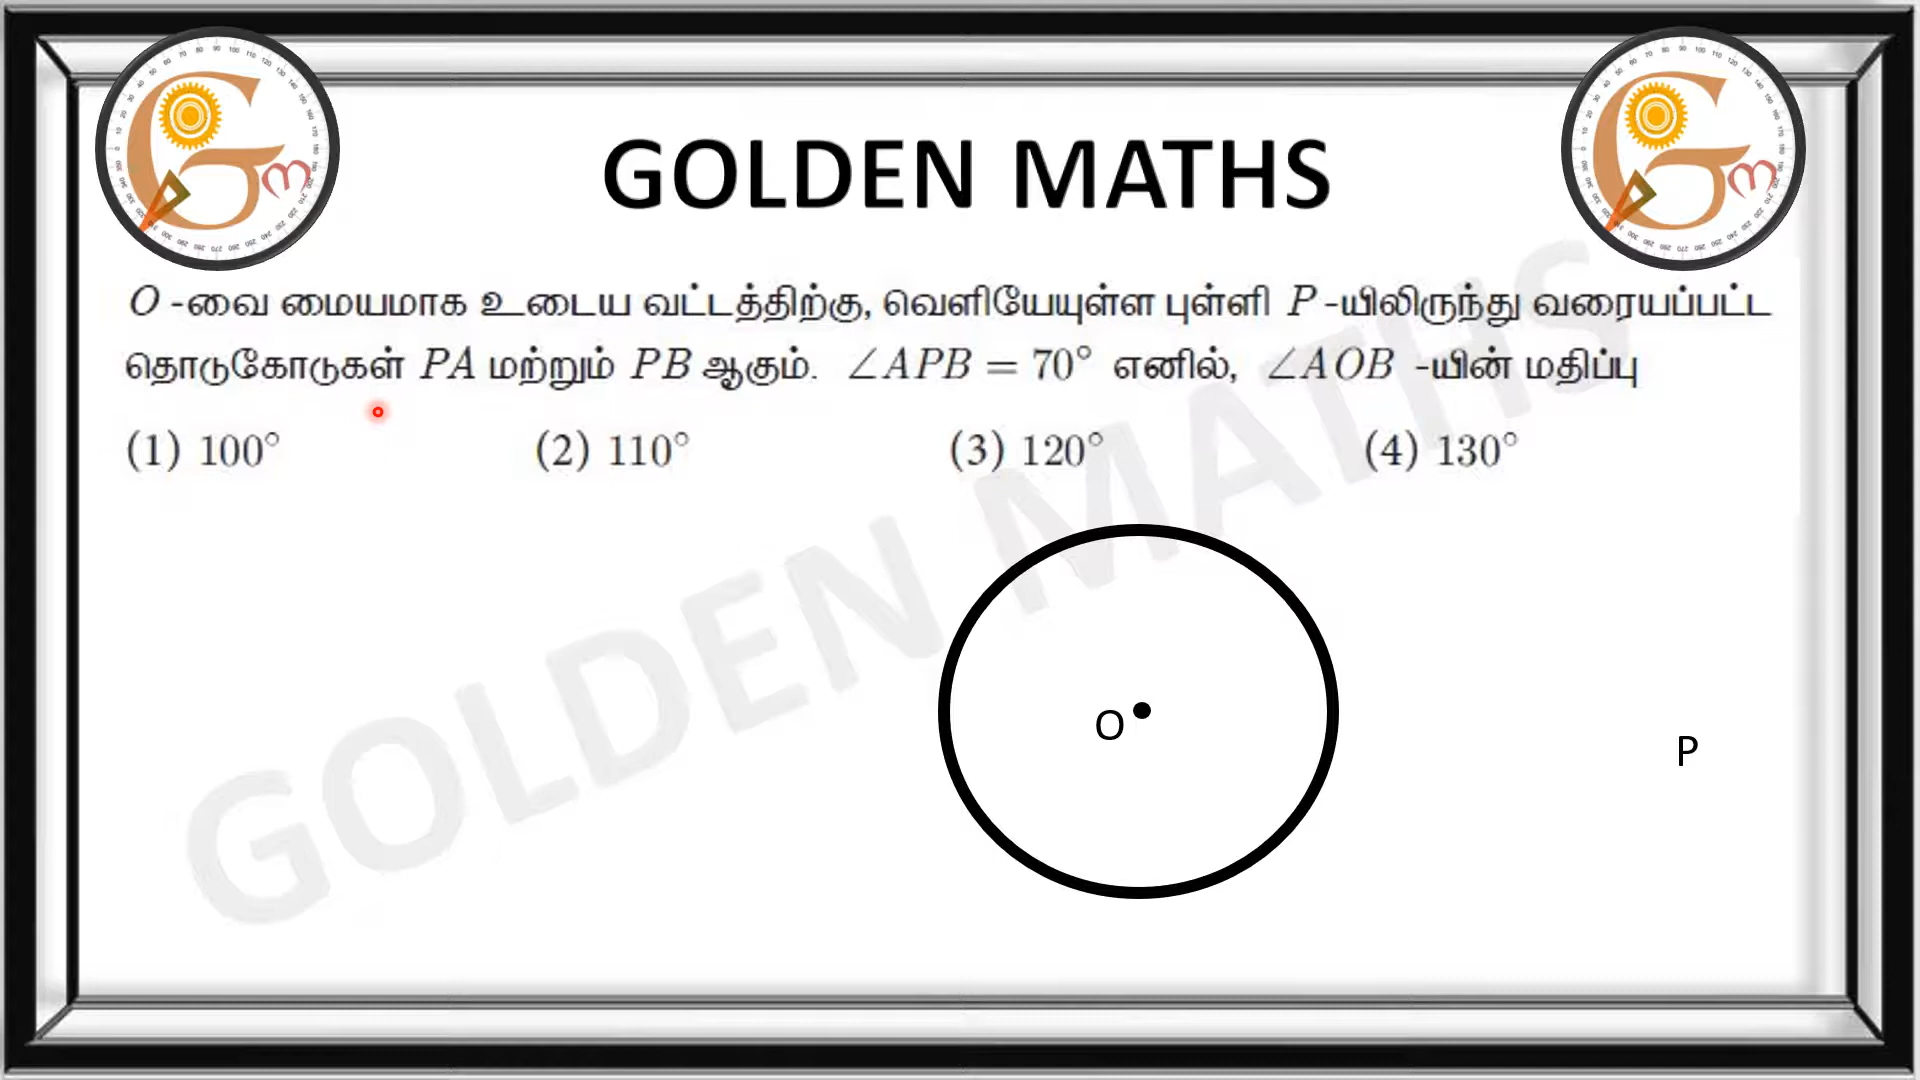 GOLDEN MATHS
O -வை மையமாக உடைய வட்டத்திற்கு, வெளியேயுள்ள புள்ளி P -யிலிருந்து வரையப்பட்ட
தொடுகோடுகள் PA மற்றும் PB ஆகும். ∠APB = 70° எனில், ∠AOB -யின் மதிப்பு
(1) 100° (2) 110° (3) 120° (4) 130°
GOLDEN MATHS
O
P